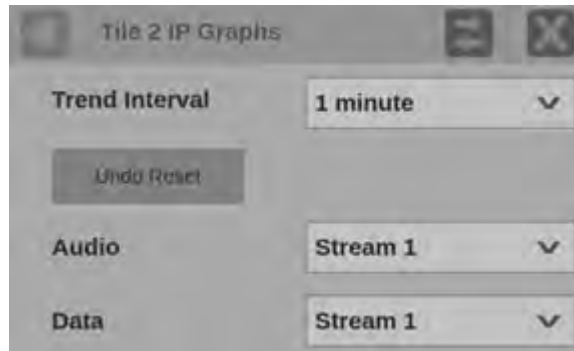 Tile 2 IP Graphs
Trend Interval
1 minute
Undo Reset
Audio
Stream 1
Data
Stream 1